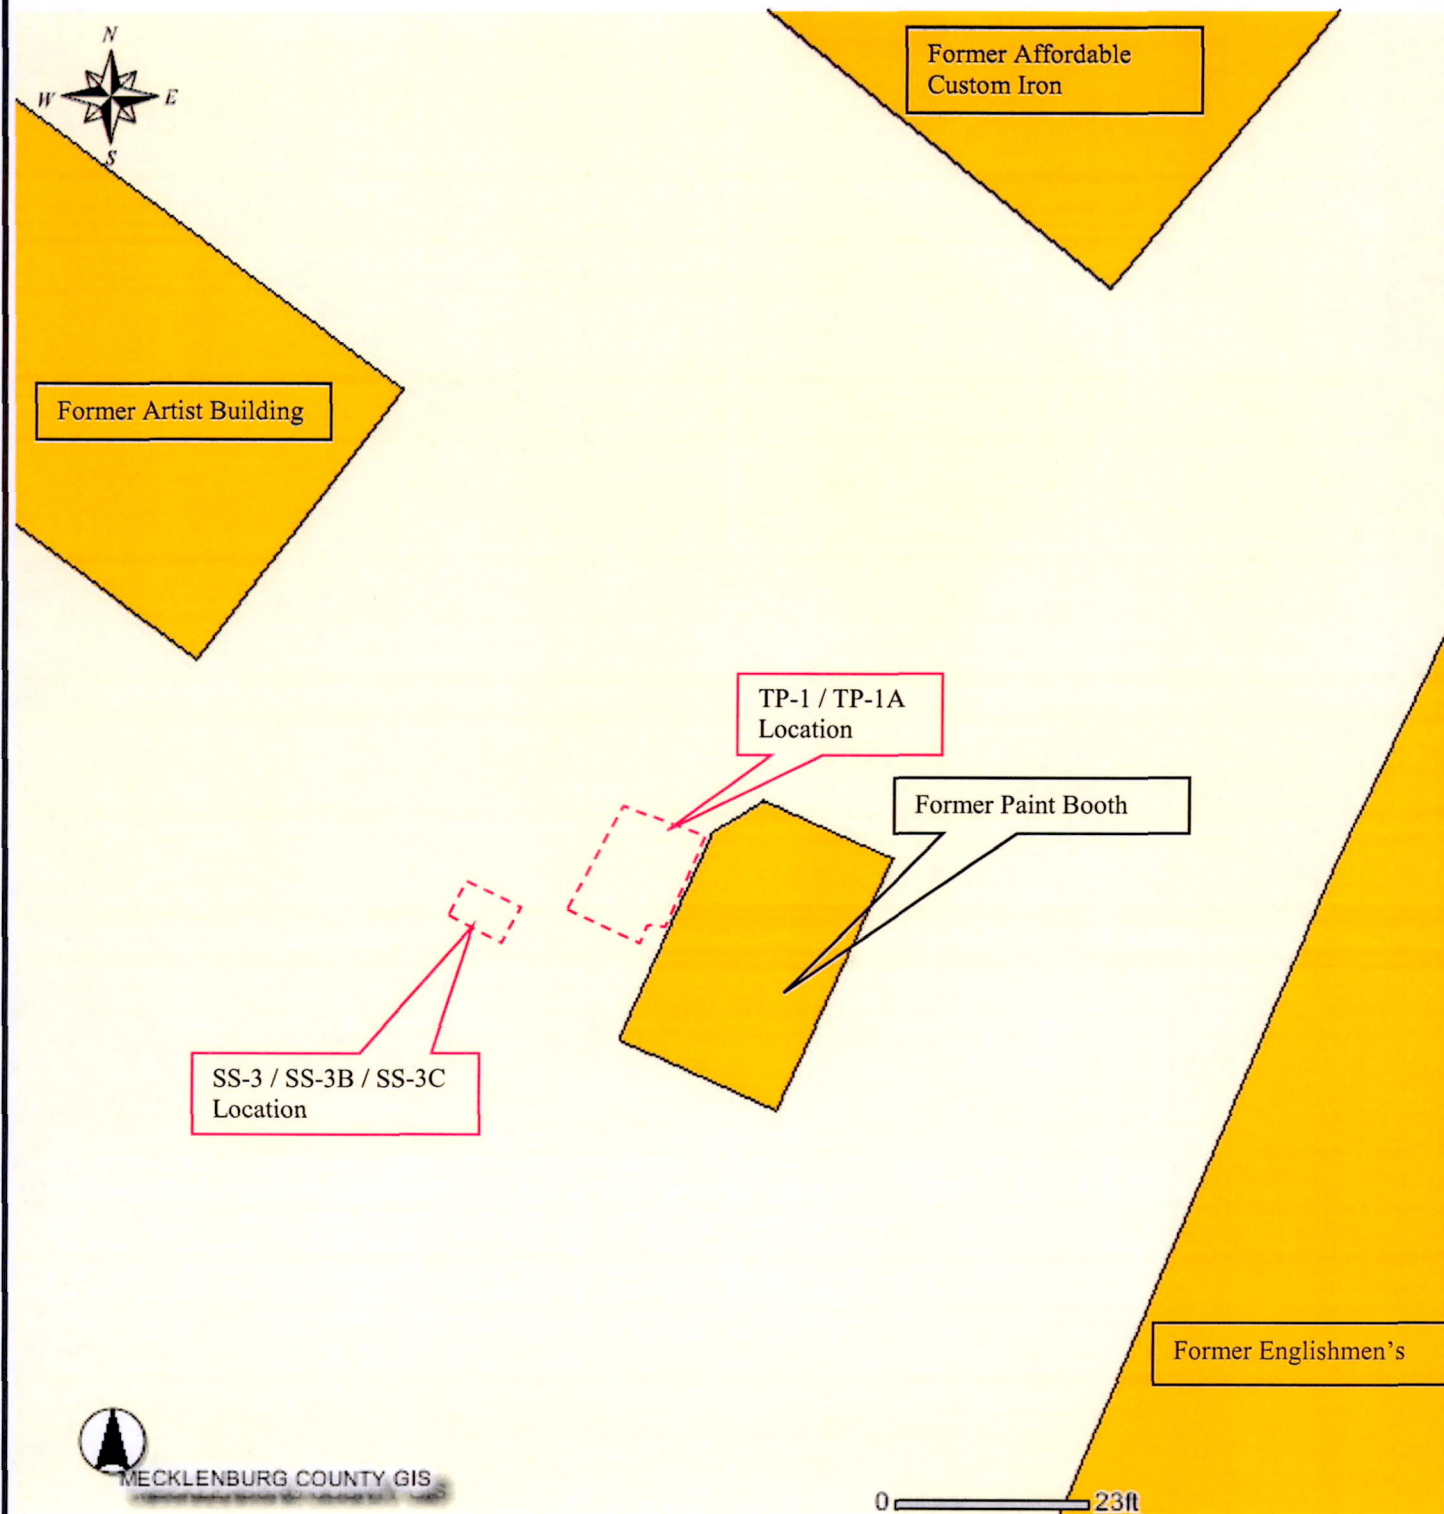 N
W E
S
Former Affordable
Custom Iron
Former Artist Building
TP-1 / TP-1A
Location
Former Paint Booth
SS-3 / SS-3B / SS-3C
Location
Former Englishmen's
MECKLENBURG COUNTY GIS
0 23ft